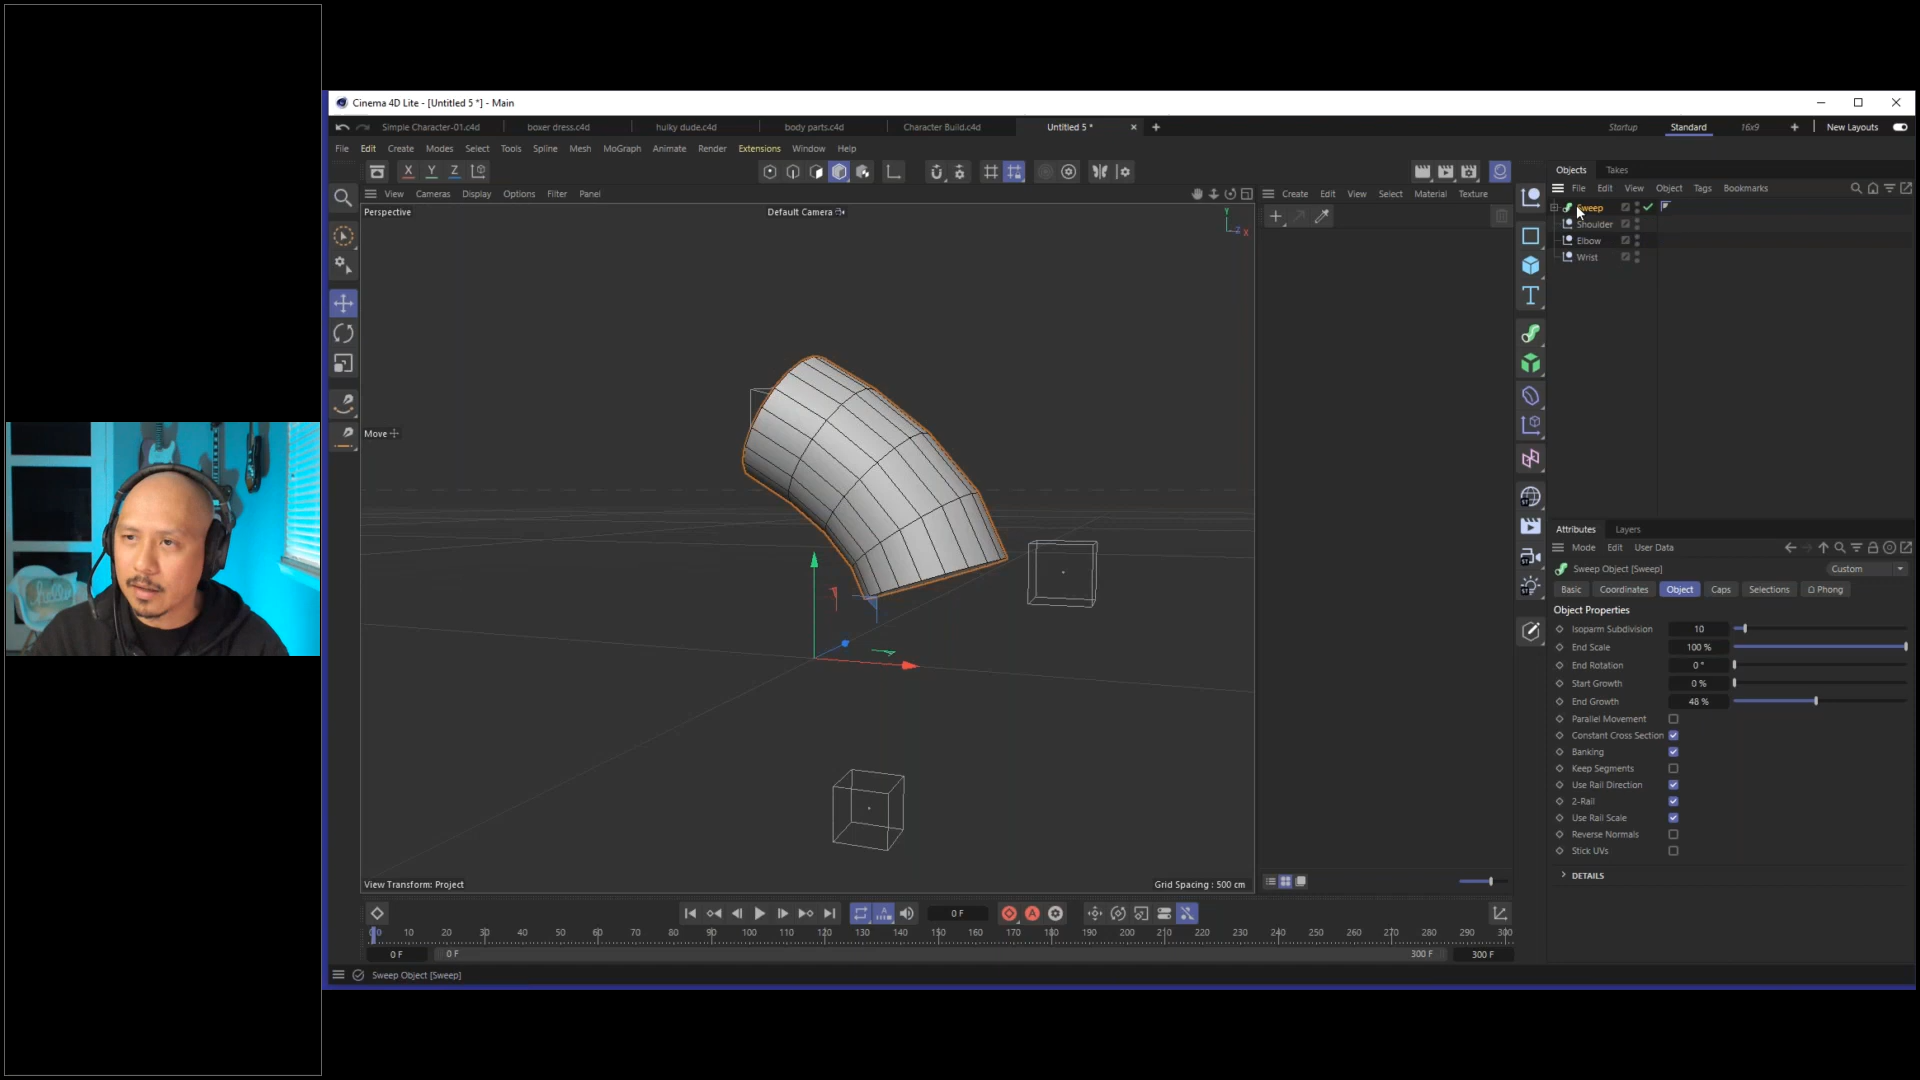 Cinema 4D Lite - [Untitled 5 *] - Main
Simple Character-01.c4d boxer dress.c4d hulky dude.c4d body parts.c4d Character Build.c4d Untitled 5 *
Startup Standard 16x9 New Layouts
File Edit Create Modes Select Tools Spline Mesh MoGraph Animate Render Extensions Window Help
X Y Z
View Cameras Display Options Filter Panel
Create Edit View Select Material Texture
Objects Takes
File Edit View Object Tags Bookmarks
Sweep
Shoulder
Elbow
Wrist
Perspective
Default Camera
Y
X
Move
View Transform: Project
Grid Spacing : 500 cm
Attributes Layers
Mode Edit User Data
Sweep Object [Sweep]
Custom
Basic Coordinates Object Caps Selections Phong
Object Properties
Isoparm Subdivision 10
End Scale 100 %
End Rotation 0 °
Start Growth 0 %
End Growth 48 %
Parallel Movement
Constant Cross Section
Banking
Keep Segments
Use Rail Direction
2-Rail
Use Rail Scale
Reverse Normals
Stick UVs
DETAILS
0 F
0 10 20 30 40 50 60 70 80 90 100 110 120 130 140 150 160 170 180 190 200 210 220 230 240 250 260 270 280 290 300
0 F 0 F 300 F 300 F
Sweep Object [Sweep]
hello